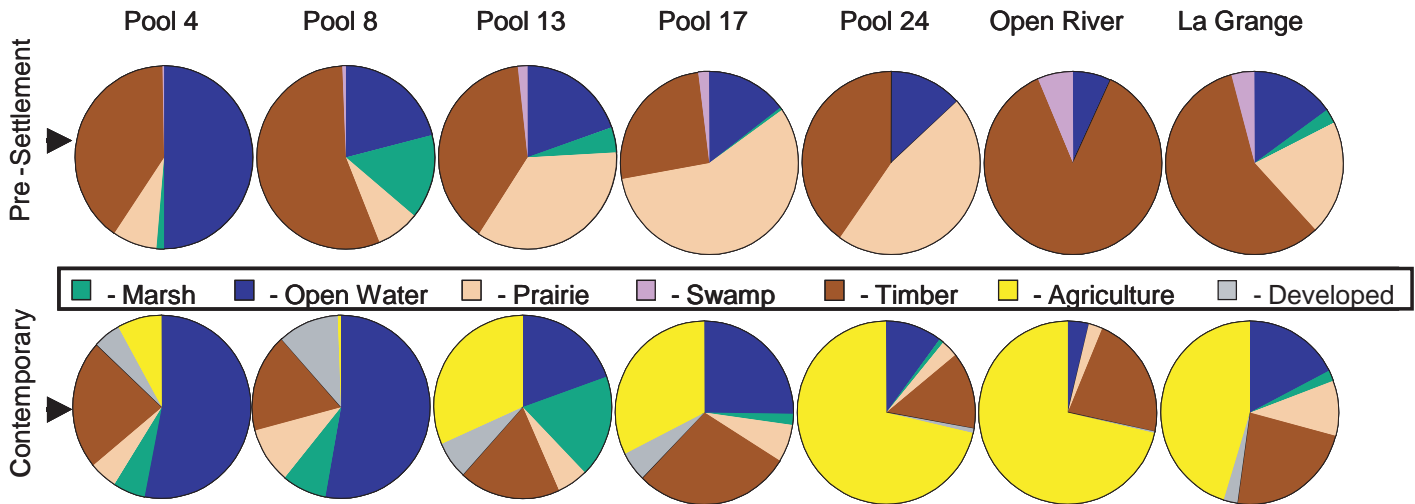 Pool 4 Pool 8 Pool 13 Pool 17 Pool 24 Open River La Grange
Pre -Settlement
- Marsh - Open Water - Prairie - Swamp - Timber - Agriculture - Developed
Contemporary